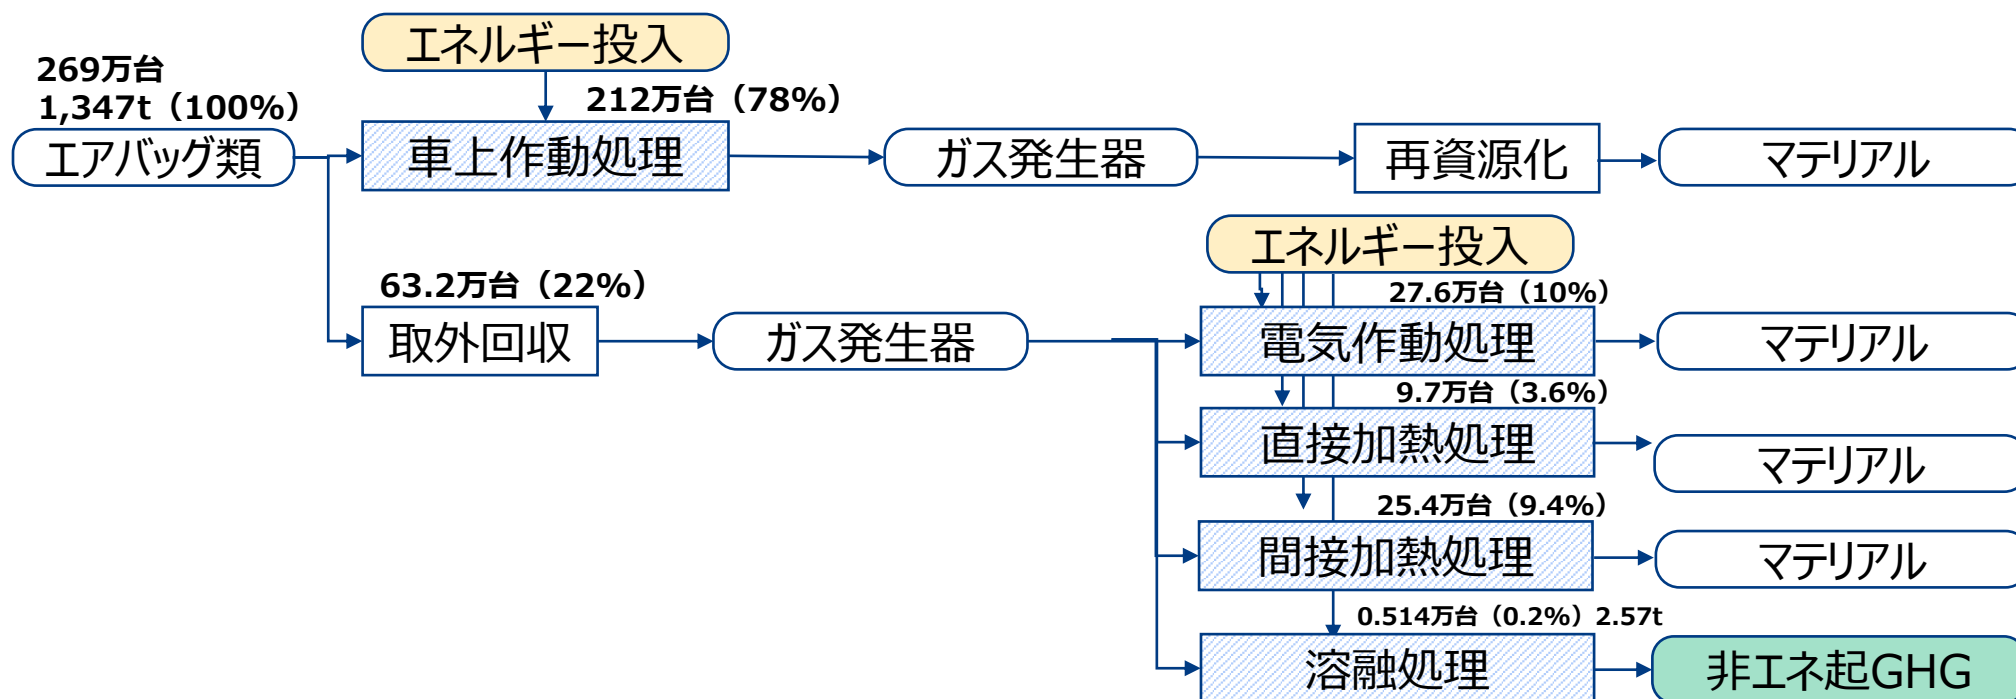 エネルギー投入
269万台
1,347t（100%）
212万台（78%）
エアバッグ類
車上作動処理
ガス発生器
再資源化
マテリアル
エネルギー投入
63.2万台（22%）
27.6万台（10%）
取外回収
ガス発生器
電気作動処理
マテリアル
9.7万台（3.6%）
直接加熱処理
マテリアル
25.4万台（9.4%）
間接加熱処理
マテリアル
0.514万台（0.2%）2.57t
溶融処理
非エネ起GHG